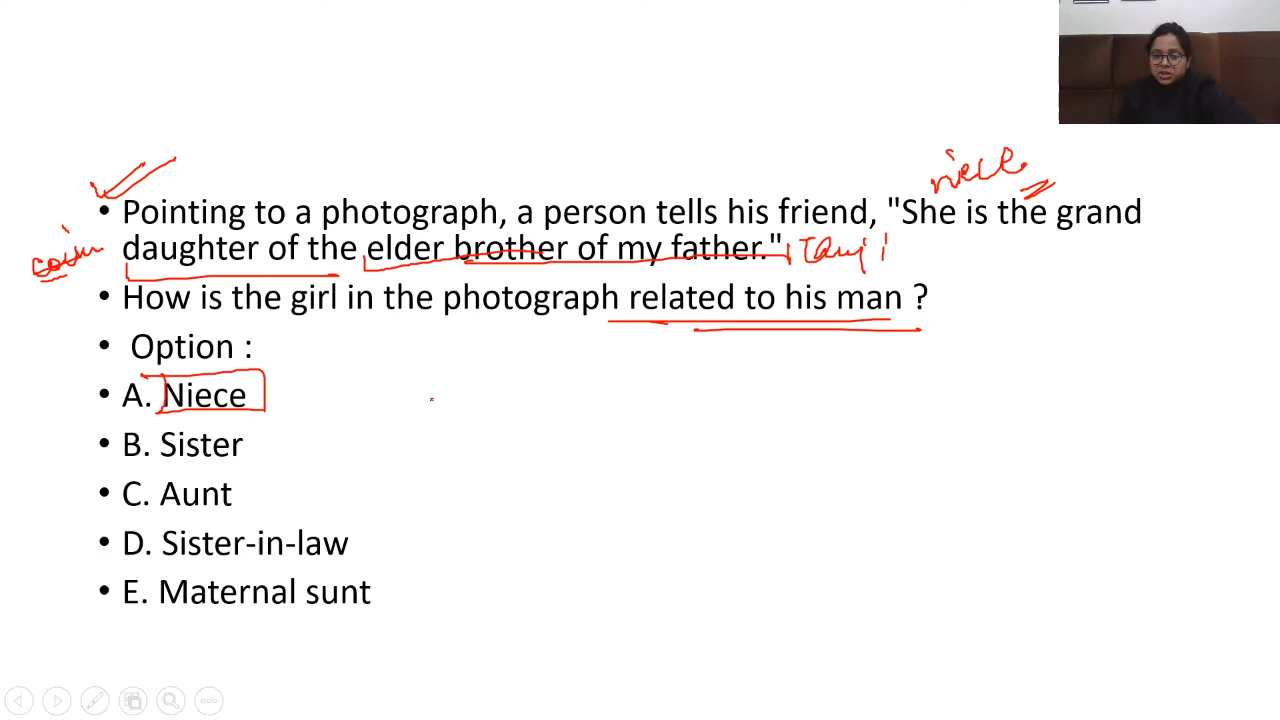 niece
• Pointing to a photograph, a person tells his friend, "She is the grand
daughter of the elder brother of my father."
• How is the girl in the photograph related to his man ?
• Option :
• A. Niece
• B. Sister
• C. Aunt
• D. Sister-in-law
• E. Maternal sunt